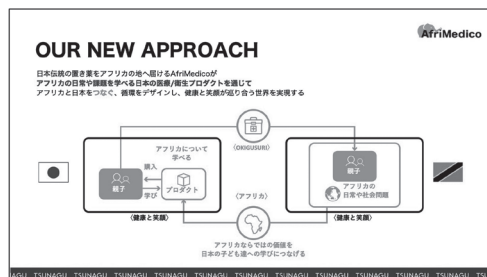 AfriMedico
OUR NEW APPROACH
日本伝統の置き薬をアフリカの地へ届けるAfriMedicoが
アフリカの日常や課題を学べる日本の医療/衛生プロダクトを通じて
アフリカと日本をつなぐ、循環をデザインし、健康と笑顔が巡り合う世界を実現する
〈OKIGUSURI〉
アフリカについて
学べる
購入
親子
学び
プロダクト
〈健康と笑顔〉
〈アフリカ〉
親子
アフリカの
日常や社会問題
〈健康と笑顔〉
アフリカならではの価値を
日本の子ども達への学びにつなげる
TSUNAGU TSUNAGU TSUNAGU TSUNAGU TSUNAGU TSUNAGU TSUNAGU TSUNAGU TSUNAGU